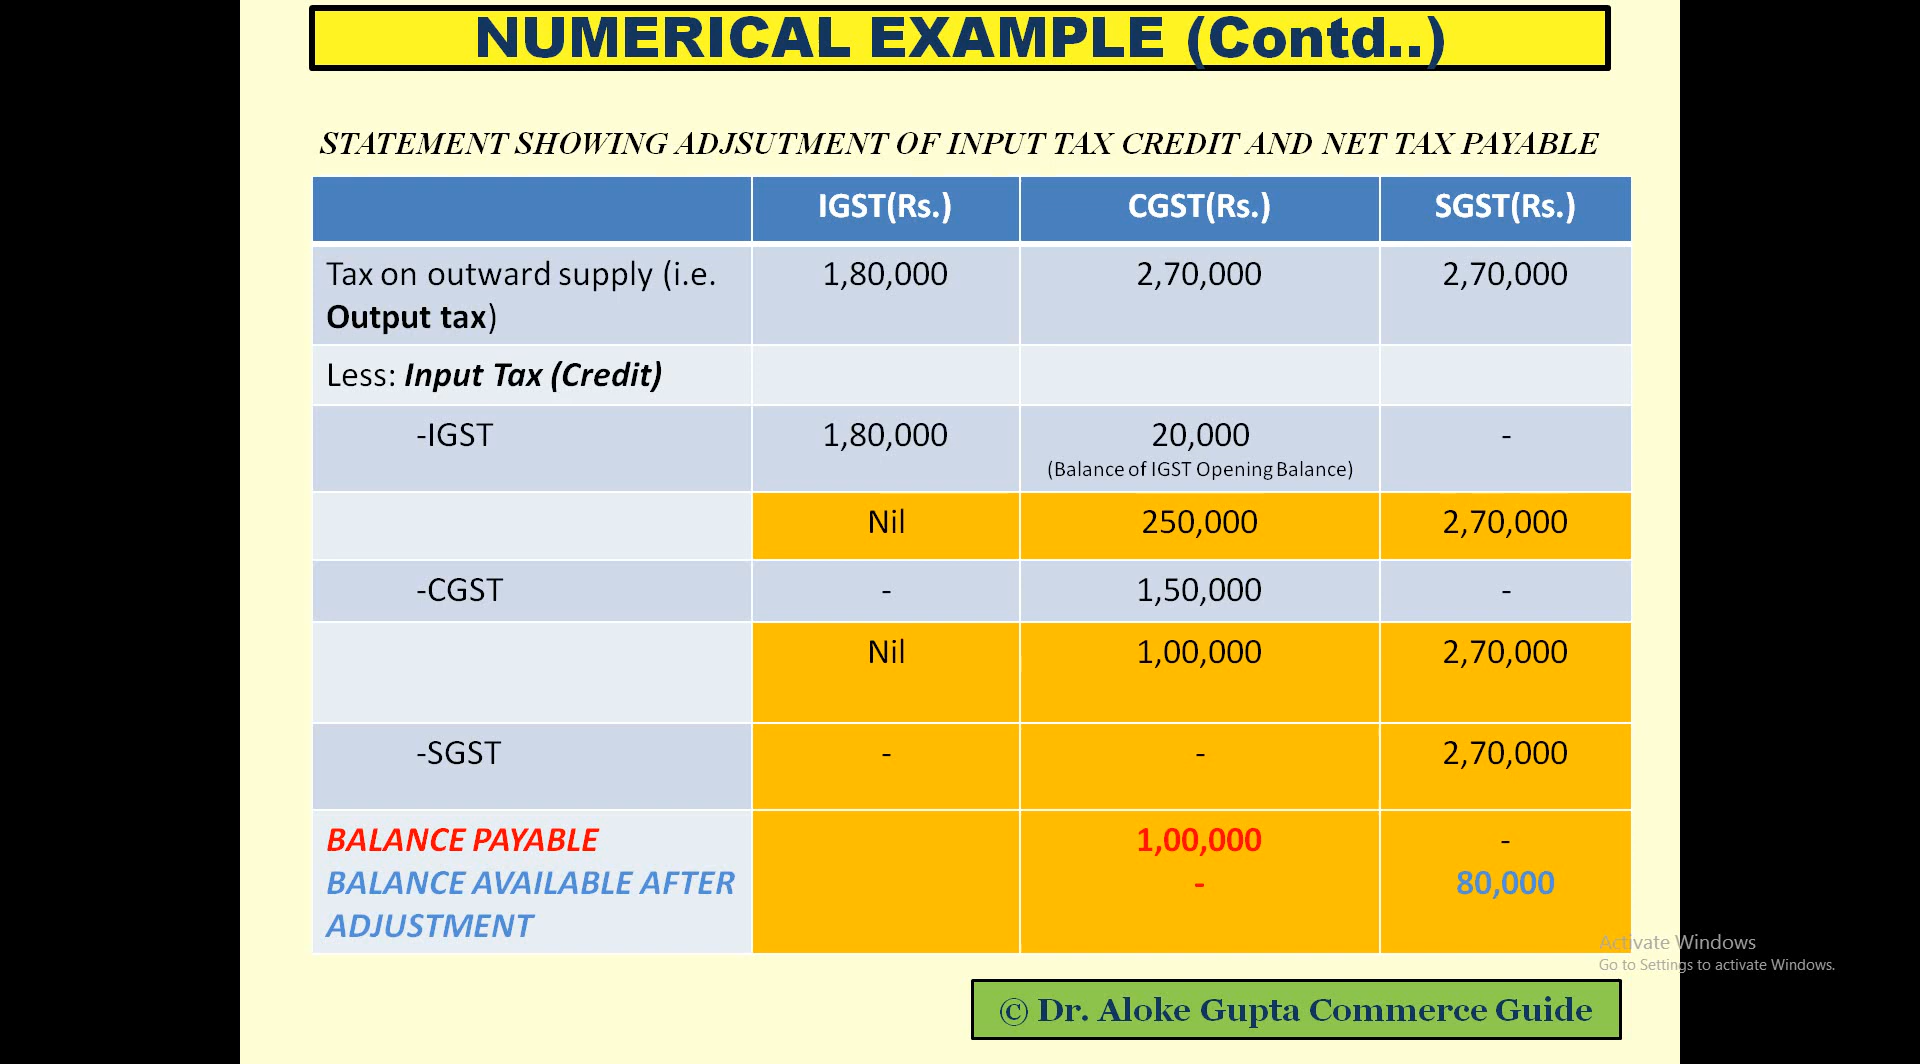 NUMERICAL EXAMPLE (Contd..)
STATEMENT SHOWING ADJSUTMENT OF INPUT TAX CREDIT AND NET TAX PAYABLE
IGST(Rs.) CGST(Rs.) SGST(Rs.)
Tax on outward supply (i.e. 1,80,000 2,70,000 2,70,000
Output tax)
Less: Input Tax (Credit)
-IGST 1,80,000 20,000 -
(Balance of IGST Opening Balance)
Nil 250,000 2,70,000
-CGST - 1,50,000 -
Nil 1,00,000 2,70,000
-SGST - - 2,70,000
BALANCE PAYABLE 1,00,000 -
BALANCE AVAILABLE AFTER - 80,000
ADJUSTMENT
Activate Windows
Go to Settings to activate Windows.
© Dr. Aloke Gupta Commerce Guide